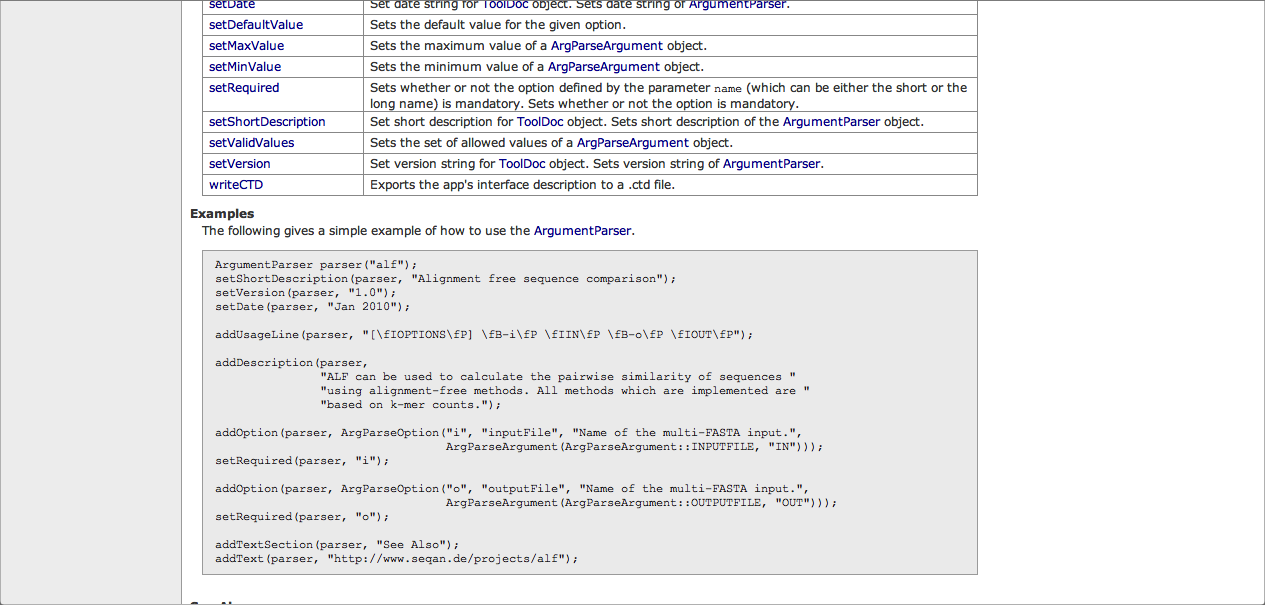 setDate Set date string for ToolDoc object. Sets date string of ArgumentParser.
setDefaultValue Sets the default value for the given option.
setMaxValue Sets the maximum value of a ArgParseArgument object.
setMinValue Sets the minimum value of a ArgParseArgument object.
setRequired Sets whether or not the option defined by the parameter name (which can be either the short or the
long name) is mandatory. Sets whether or not the option is mandatory.
setShortDescription Set short description for ToolDoc object. Sets short description of the ArgumentParser object.
setValidValues Sets the set of allowed values of a ArgParseArgument object.
setVersion Set version string for ToolDoc object. Sets version string of ArgumentParser.
writeCTD Exports the app's interface description to a .ctd file.
Examples
The following gives a simple example of how to use the ArgumentParser.
ArgumentParser parser("alf");
setShortDescription(parser, "Alignment free sequence comparison");
setVersion(parser, "1.0");
setDate(parser, "Jan 2010");
addUsageLine(parser, "[\fIOPTIONS\fP] \fB-i\fP \fIIN\fP \fB-o\fP \fIOUT\fP");
addDescription(parser,
"ALF can be used to calculate the pairwise similarity of sequences "
"using alignment-free methods. All methods which are implemented are "
"based on k-mer counts.");
addOption(parser, ArgParseOption("i", "inputFile", "Name of the multi-FASTA input.",
ArgParseArgument(ArgParseArgument::INPUTFILE, "IN")));
setRequired(parser, "i");
addOption(parser, ArgParseOption("o", "outputFile", "Name of the multi-FASTA input.",
ArgParseArgument(ArgParseArgument::OUTPUTFILE, "OUT")));
setRequired(parser, "o");
addTextSection(parser, "See Also");
addText(parser, "http://www.seqan.de/projects/alf");